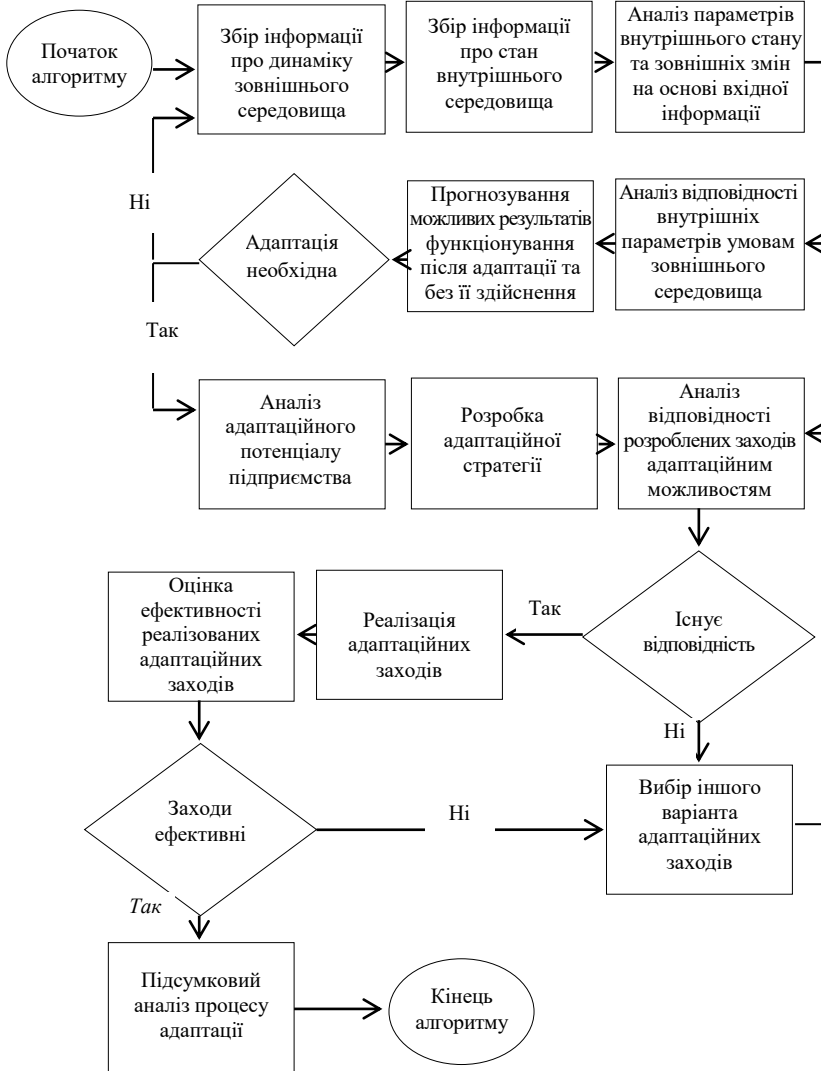 Початок
алгоритму
Збір інформації
про динаміку
зовнішнього
середовища
Збір інформації
про стан
внутрішнього
середовища
Аналіз параметрів
внутрішнього стану
та зовнішніх змін
на основі вхідної
інформації
Аналіз відповідності
внутрішніх
параметрів умовам
зовнішнього
середовища
Прогнозування
можливих результатів
функціонування
після адаптації та
без її здійснення
Адаптація
необхідна
Ні
Так
Аналіз
адаптаційного
потенціалу
підприємства
Розробка
адаптаційної
стратегії
Аналіз
відповідності
розроблених заходів
адаптаційним
можливостям
Існує
відповідність
Так
Реалізація
адаптаційних
заходів
Оцінка
ефективності
реалізованих
адаптаційних
заходів
Ні
Вибір іншого
варіанта
адаптаційних
заходів
Заходи
ефективні
Ні
Так
Підсумковий
аналіз процесу
адаптації
Кінець
алгоритму